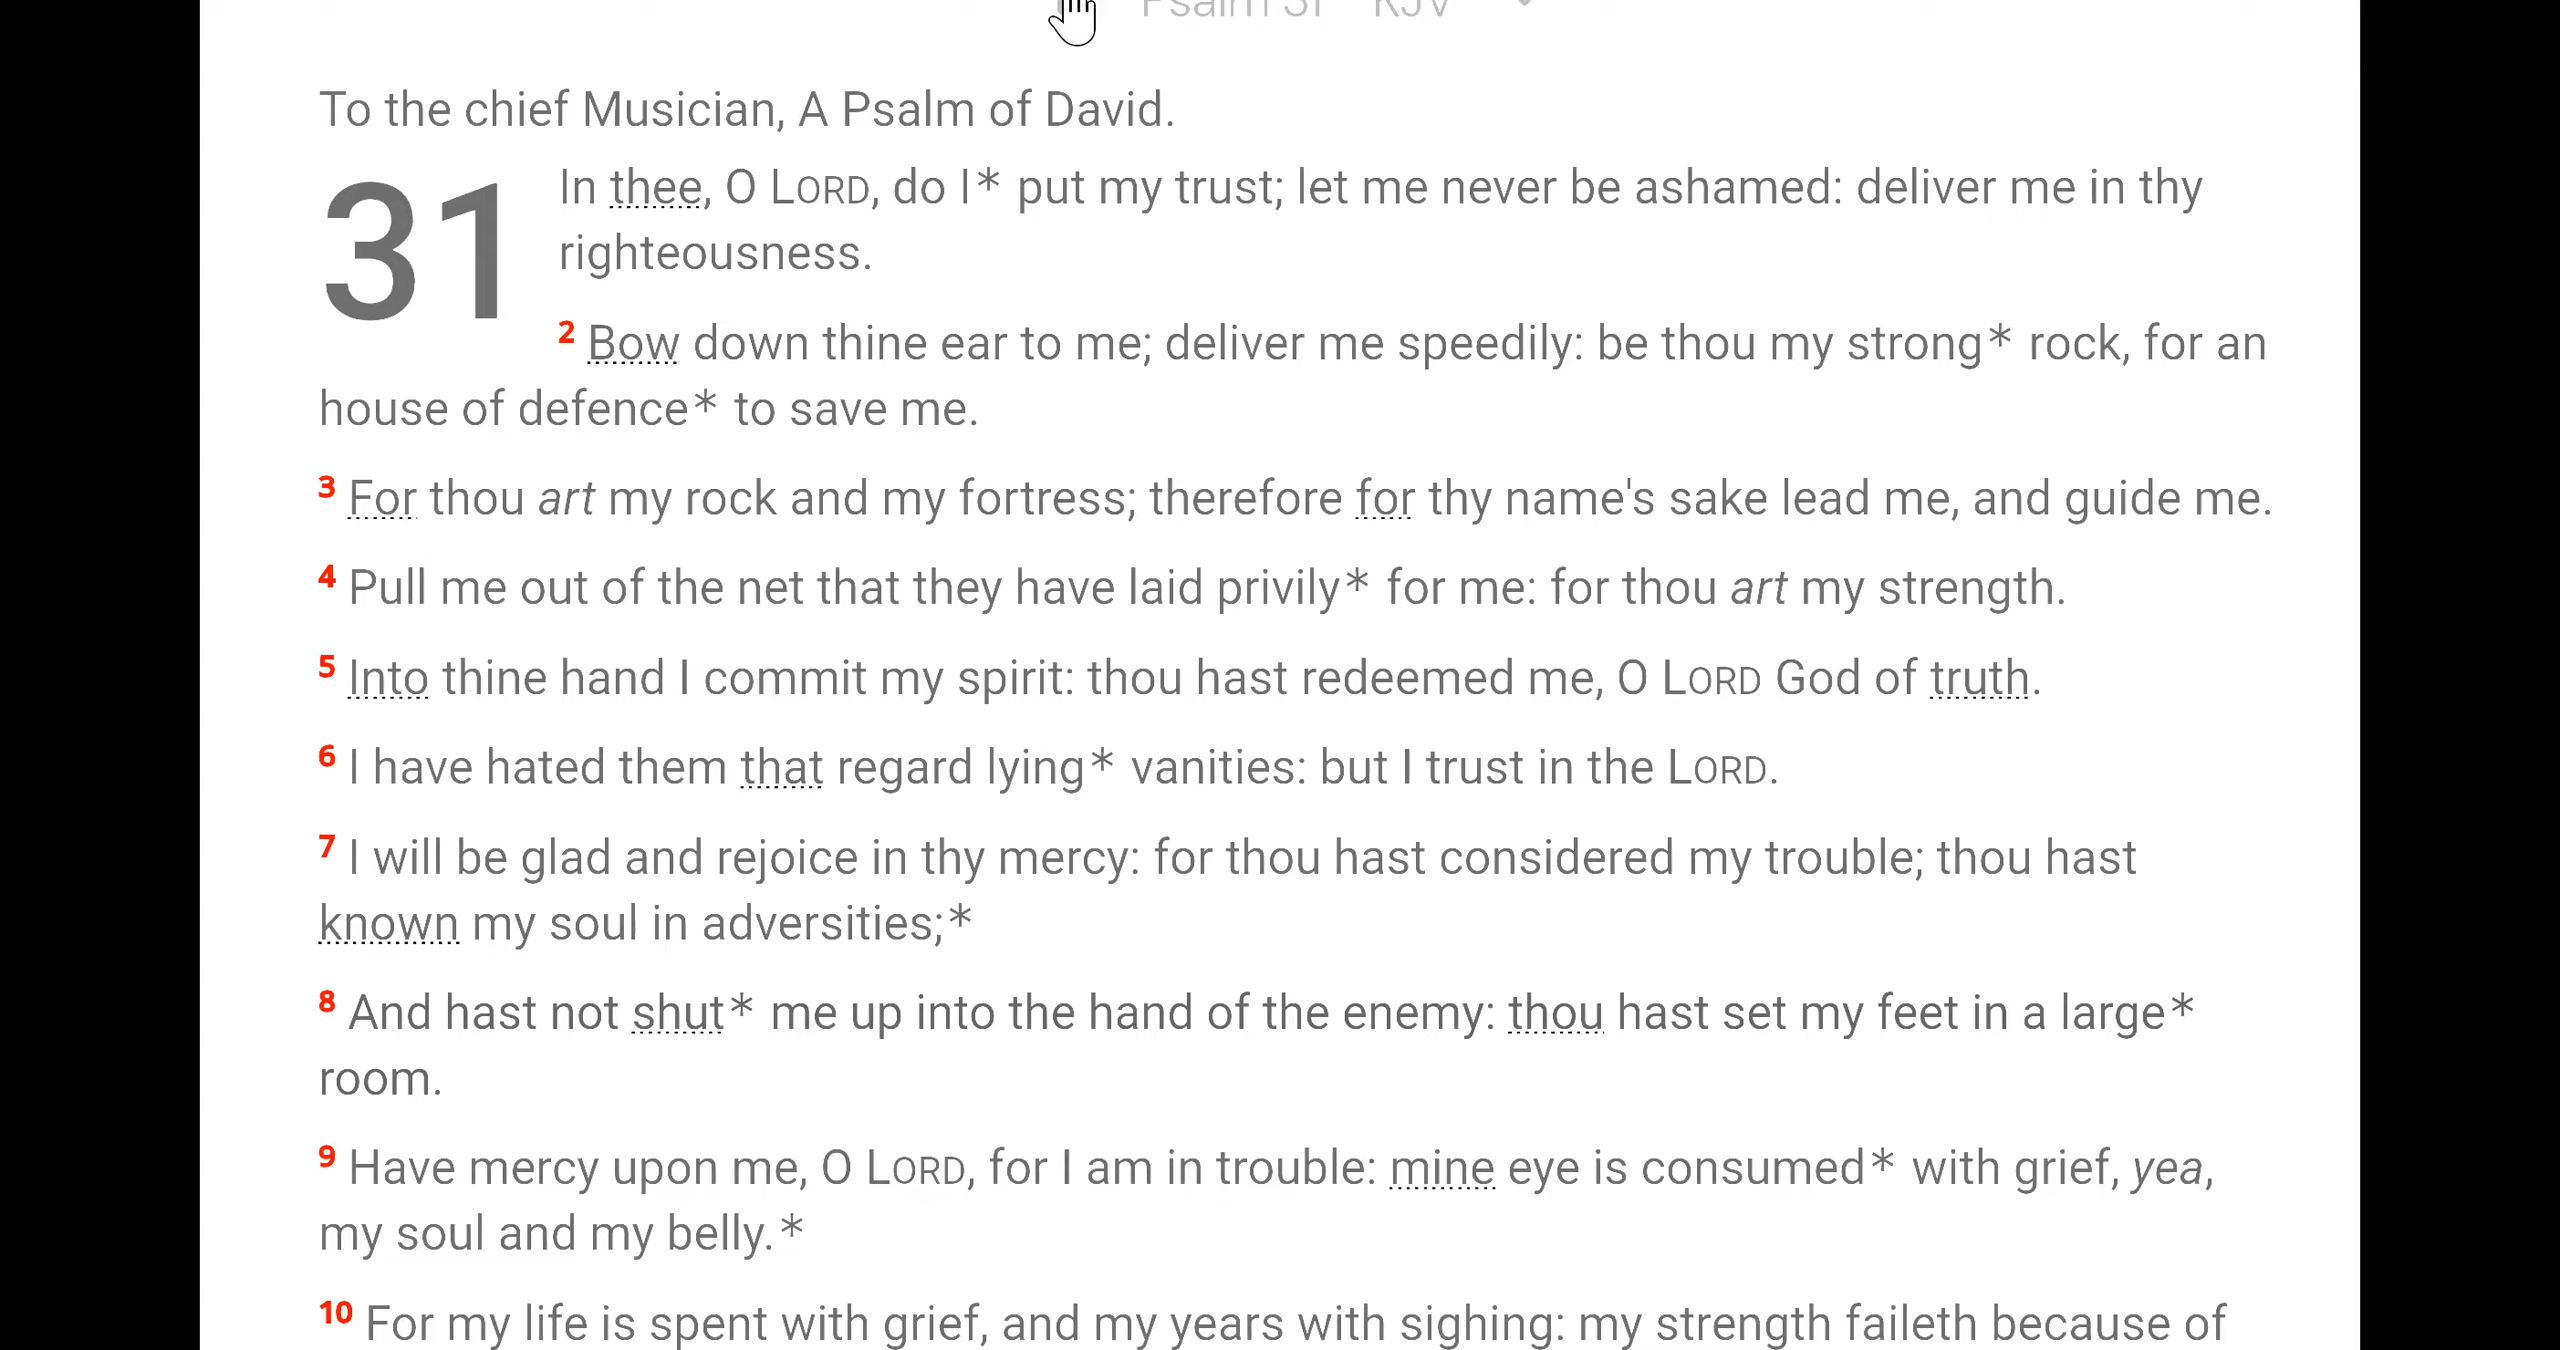 Psalm 31 KJV
To the chief Musician, A Psalm of David.
31 In thee, O LORD, do I* put my trust; let me never be ashamed: deliver me in thy
righteousness.
2 Bow down thine ear to me; deliver me speedily: be thou my strong* rock, for an
house of defence* to save me.
3 For thou art my rock and my fortress; therefore for thy name's sake lead me, and guide me.
4 Pull me out of the net that they have laid privily* for me: for thou art my strength.
5 Into thine hand I commit my spirit: thou hast redeemed me, O LORD God of truth.
6 I have hated them that regard lying* vanities: but I trust in the LORD.
7 I will be glad and rejoice in thy mercy: for thou hast considered my trouble; thou hast
known my soul in adversities;*
8 And hast not shut* me up into the hand of the enemy: thou hast set my feet in a large*
room.
9 Have mercy upon me, O LORD, for I am in trouble: mine eye is consumed* with grief, yea,
my soul and my belly.*
10 For my life is spent with grief, and my years with sighing: my strength faileth because of